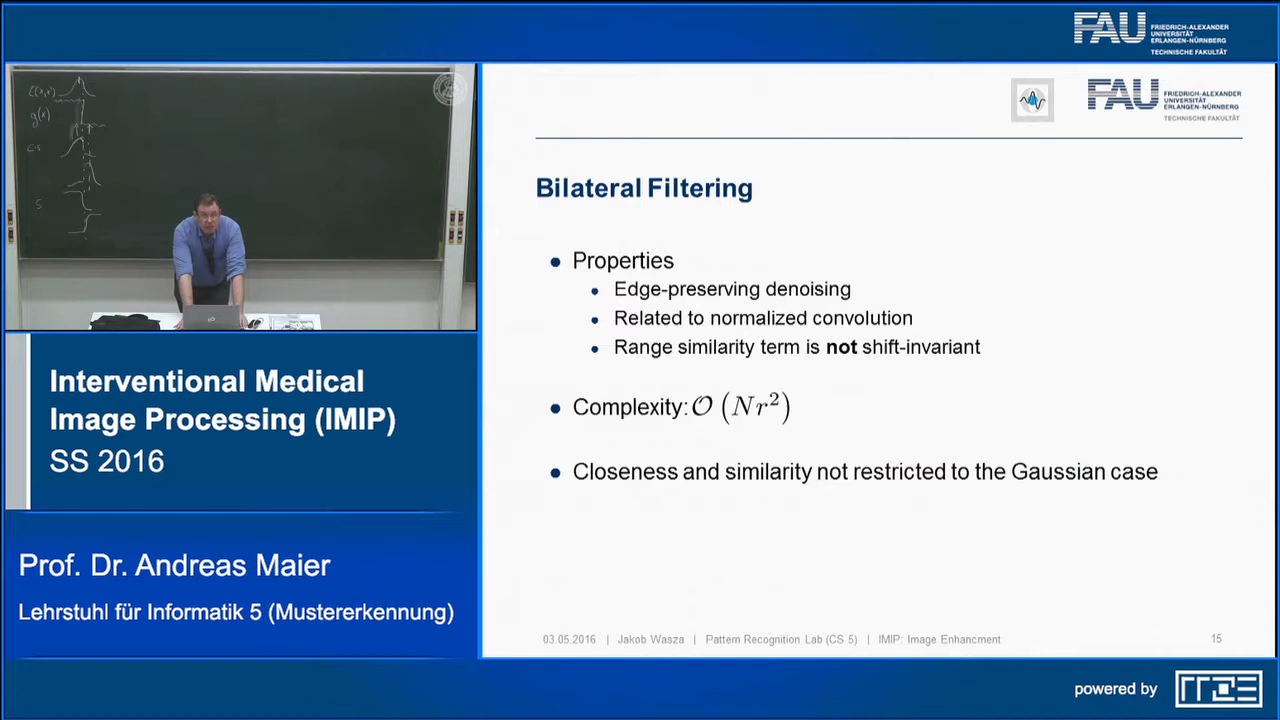 FAU
FRIEDRICH-ALEXANDER
UNIVERSITÄT
ERLANGEN-NÜRNBERG
TECHNISCHE FAKULTÄT
FAU
FRIEDRICH-ALEXANDER
UNIVERSITÄT
ERLANGEN-NÜRNBERG
TECHNISCHE FAKULTÄT
g(x)
S
Bilateral Filtering
• Properties
• Edge-preserving denoising
• Related to normalized convolution
• Range similarity term is not shift-invariant
• Complexity: O (Nr²)
• Closeness and similarity not restricted to the Gaussian case
03.05.2016 | Jakob Wasza | Pattern Recognition Lab (CS 5) | IMIP: Image Enhancment 15
Interventional Medical
Image Processing (IMIP)
SS 2016
Prof. Dr. Andreas Maier
Lehrstuhl für Informatik 5 (Mustererkennung)
powered by